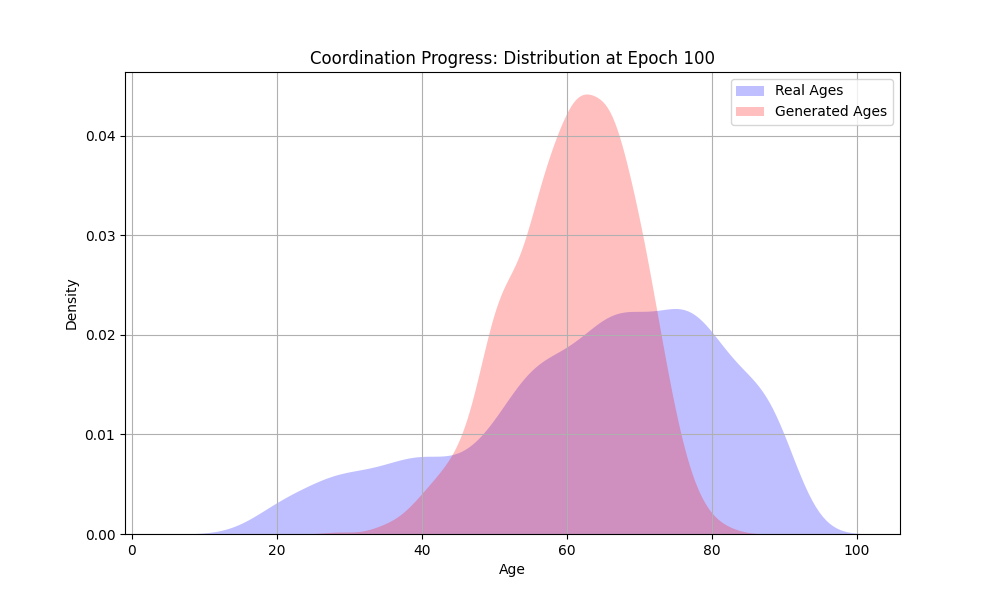 Coordination Progress: Distribution at Epoch 100
Real Ages
Generated Ages
Density
0.04
0.03
0.02
0.01
0.00
0 20 40 60 80 100
Age